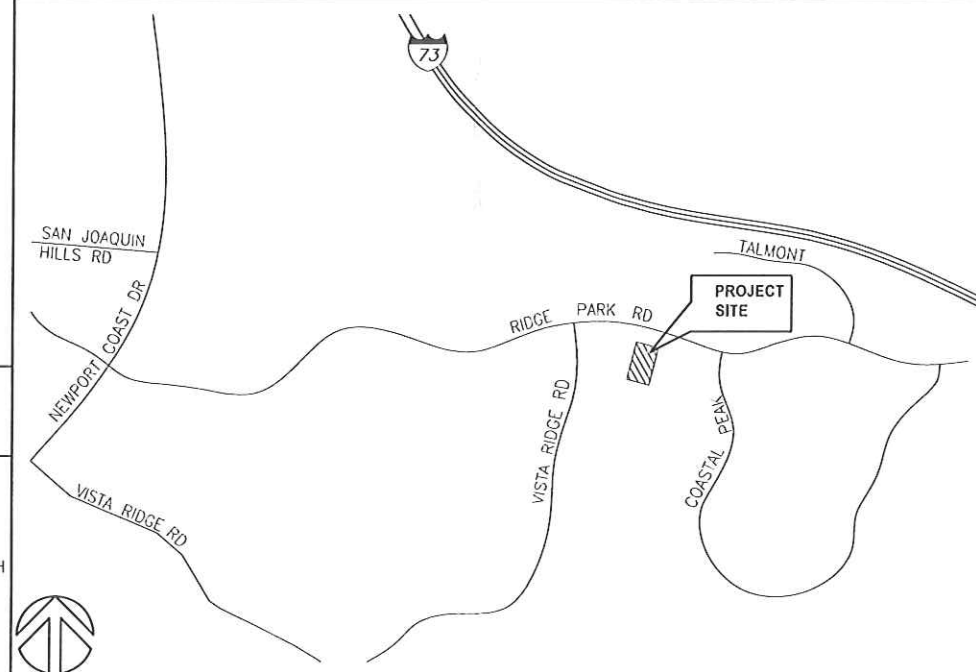 73
SAN JOAQUIN
HILLS RD
TALMONT
PROJECT
SITE
RIDGE PARK RD
NEWPORT COAST DR
VISTA RIDGE RD
COASTAL PEAK
VISTA RIDGE RD
H